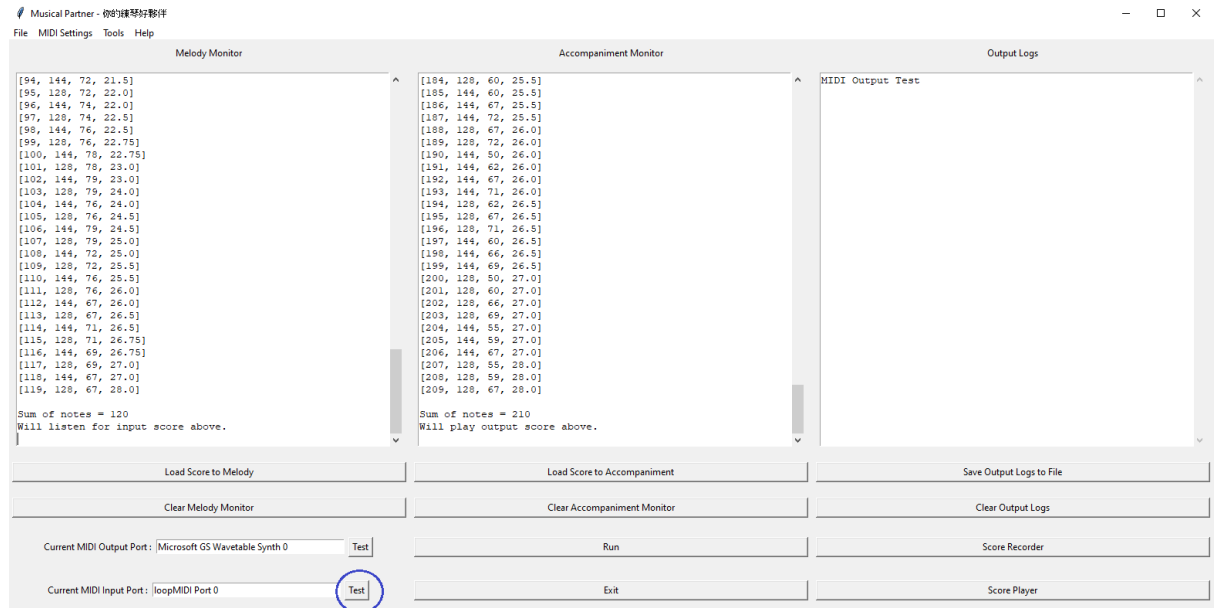 Musical Partner - 你的練琴好夥伴
File MIDI Settings Tools Help
Melody Monitor
[94, 144, 72, 21.5]
[95, 128, 72, 22.0]
[96, 144, 74, 22.0]
[97, 128, 74, 22.5]
[98, 144, 76, 22.5]
[99, 128, 76, 22.75]
[100, 144, 78, 22.75]
[101, 128, 78, 23.0]
[102, 144, 79, 23.0]
[103, 128, 79, 24.0]
[104, 144, 76, 24.0]
[105, 128, 76, 24.5]
[106, 144, 79, 24.5]
[107, 128, 79, 25.0]
[108, 144, 72, 25.0]
[109, 128, 72, 25.5]
[110, 144, 76, 25.5]
[111, 128, 76, 26.0]
[112, 144, 67, 26.0]
[113, 128, 67, 26.5]
[114, 144, 71, 26.5]
[115, 128, 71, 26.75]
[116, 144, 69, 26.75]
[117, 128, 69, 27.0]
[118, 144, 67, 27.0]
[119, 128, 67, 28.0]
Sum of notes = 120
Will listen for input score above.
Accompaniment Monitor
[184, 128, 60, 25.5]
[185, 144, 60, 25.5]
[186, 144, 67, 25.5]
[187, 144, 72, 25.5]
[188, 128, 67, 26.0]
[189, 128, 72, 26.0]
[190, 144, 50, 26.0]
[191, 144, 62, 26.0]
[192, 144, 67, 26.0]
[193, 144, 71, 26.0]
[194, 128, 62, 26.5]
[195, 128, 67, 26.5]
[196, 128, 71, 26.5]
[197, 144, 60, 26.5]
[198, 144, 66, 26.5]
[199, 144, 69, 26.5]
[200, 128, 50, 27.0]
[201, 128, 60, 27.0]
[202, 128, 66, 27.0]
[203, 128, 69, 27.0]
[204, 144, 55, 27.0]
[205, 144, 59, 27.0]
[206, 144, 67, 27.0]
[207, 128, 55, 28.0]
[208, 128, 59, 28.0]
[209, 128, 67, 28.0]
Sum of notes = 210
Will play output score above.
Output Logs
MIDI Output Test
Load Score to Melody
Load Score to Accompaniment
Save Output Logs to File
Clear Melody Monitor
Clear Accompaniment Monitor
Clear Output Logs
Current MIDI Output Port : Microsoft GS Wavetable Synth 0 Test
Run
Score Recorder
Current MIDI Input Port : loopMIDI Port 0 Test
Exit
Score Player